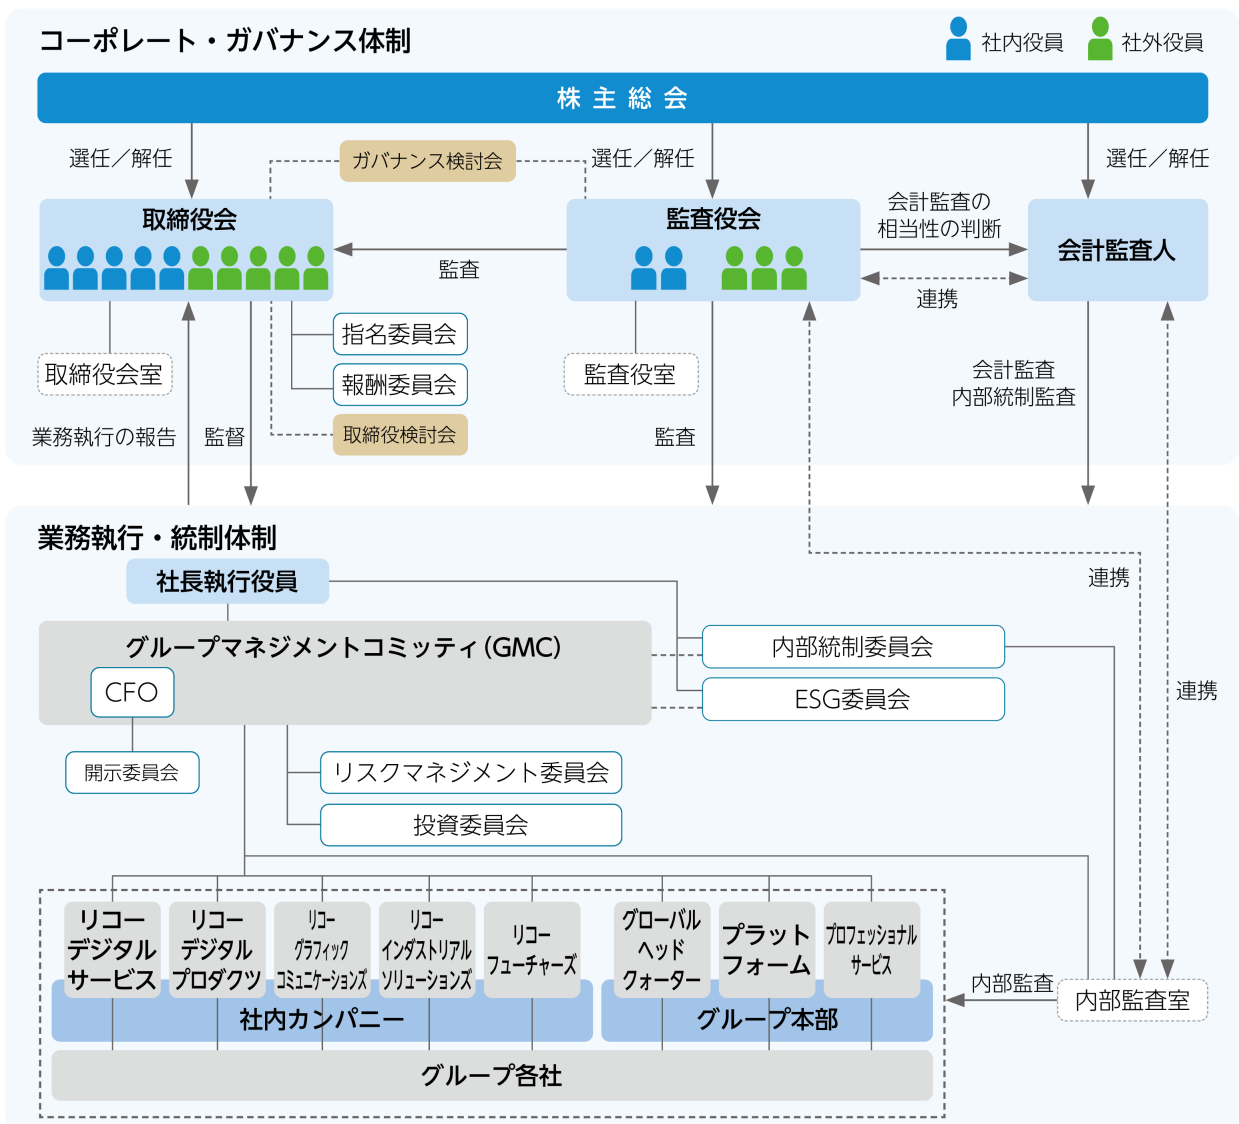 コーポレート・ガバナンス体制
社内役員
社外役員
株主総会
選任／解任
ガバナンス検討会
選任／解任
選任／解任
取締役会
監査役会
会計監査の
相当性の判断
会計監査人
監査
連携
指名委員会
報酬委員会
取締役検討会
取締役会室
監査役室
会計監査
内部統制監査
業務執行の報告
監督
監査
業務執行・統制体制
社長執行役員
連携
グループマネジメントコミッティ(GMC)
内部統制委員会
CFO
ESG委員会
連携
開示委員会
リスクマネジメント委員会
投資委員会
リコー
デジタル
サービス
リコー
デジタル
プロダクツ
リコー
グラフィック
コミュニケーションズ
リコー
インダストリアル
ソリューションズ
リコー
フューチャーズ
グローバル
ヘッド
クォーター
プラット
フォーム
プロフェッショナル
サービス
内部監査
内部監査室
社内カンパニー
グループ本部
グループ各社